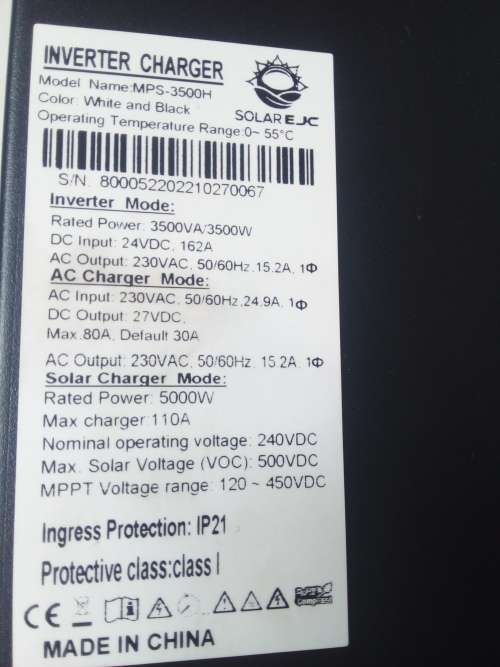 INVERTER CHARGER
Model Name:MPS-3500H
Color: White and Black
SOLAR EJC
Operating Temperature Range:0~ 55°C
S/N. 800052202210270067
Inverter Mode:
Rated Power: 3500VA/3500W
DC Input: 24VDC, 162A
AC Output: 230VAC, 50/60Hz,15.2A, 1Φ
AC Charger Mode:
AC Input: 230VAC, 50/60Hz,24.9A, 1Φ
DC Output: 27VDC,
Max.80A, Default 30A
AC Output: 230VAC, 50/60Hz, 15.2A, 1Φ
Solar Charger Mode:
Rated Power: 5000W
Max charger:110A
Nominal operating voltage: 240VDC
Max. Solar Voltage (VOC): 500VDC
MPPT Voltage range: 120 ~ 450VDC
Ingress Protection: IP21
Protective class:class I
CE
MADE IN CHINA